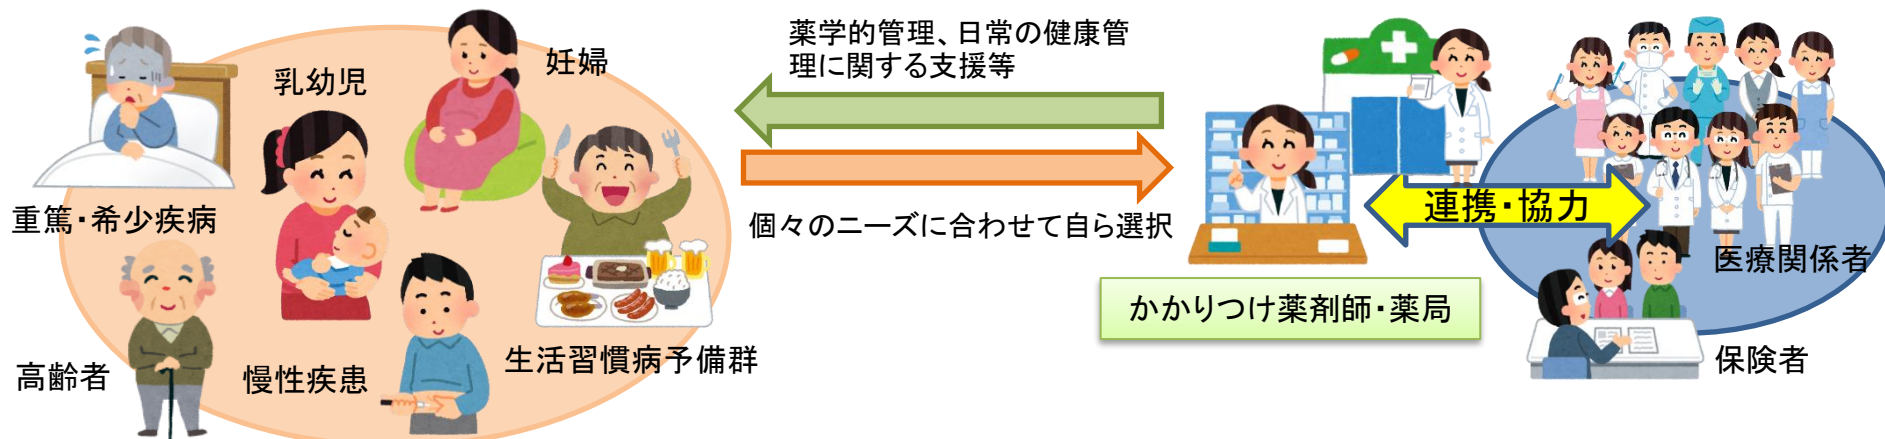 重篤・希少疾病
乳幼児
妊婦
高齢者
慢性疾患
生活習慣病予備群
薬学的管理、日常の健康管
理に関する支援等
個々のニーズに合わせて自ら選択
かかりつけ薬剤師・薬局
連携・協力
医療関係者
保険者